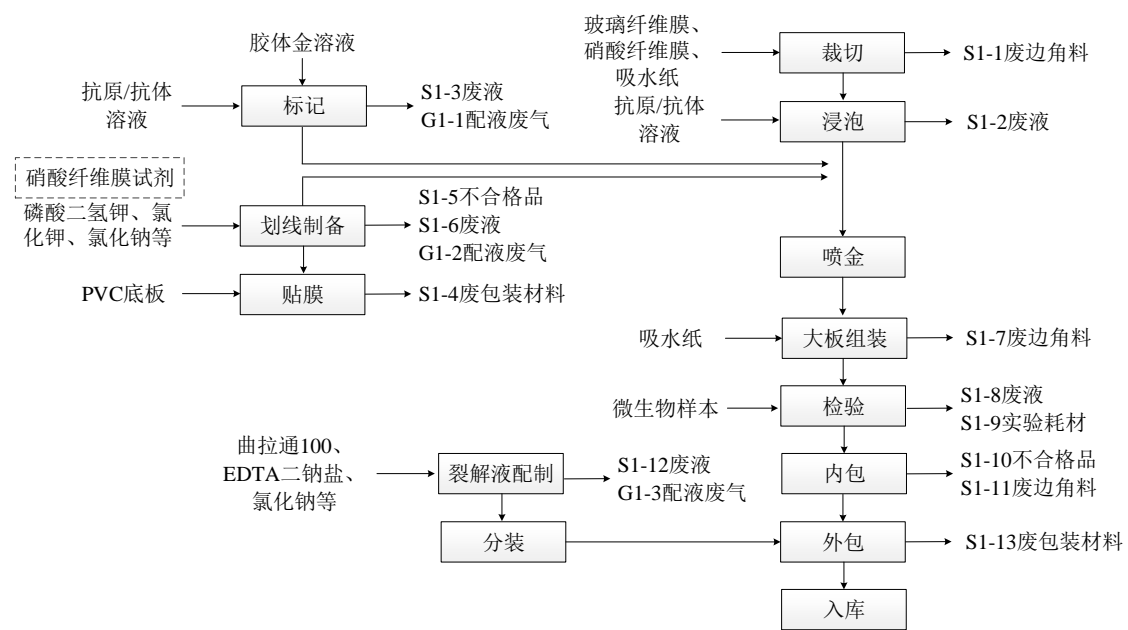 胶体金溶液
抗原/抗体
溶液
标记
S1-3废液
G1-1配液废气
玻璃纤维膜、
硝酸纤维膜、
吸水纸
裁切
S1-1废边角料
抗原/抗体
溶液
浸泡
S1-2废液
硝酸纤维膜试剂
磷酸二氢钾、氯
化钾、氯化钠等
划线制备
S1-5不合格品
S1-6废液
G1-2配液废气
喷金
PVC底板
贴膜
S1-4废包装材料
吸水纸
大板组装
S1-7废边角料
微生物样本
检验
S1-8废液
S1-9实验耗材
曲拉通100、
EDTA二钠盐、
氯化钠等
裂解液配制
S1-12废液
G1-3配液废气
内包
S1-10不合格品
S1-11废边角料
分装
外包
S1-13废包装材料
入库